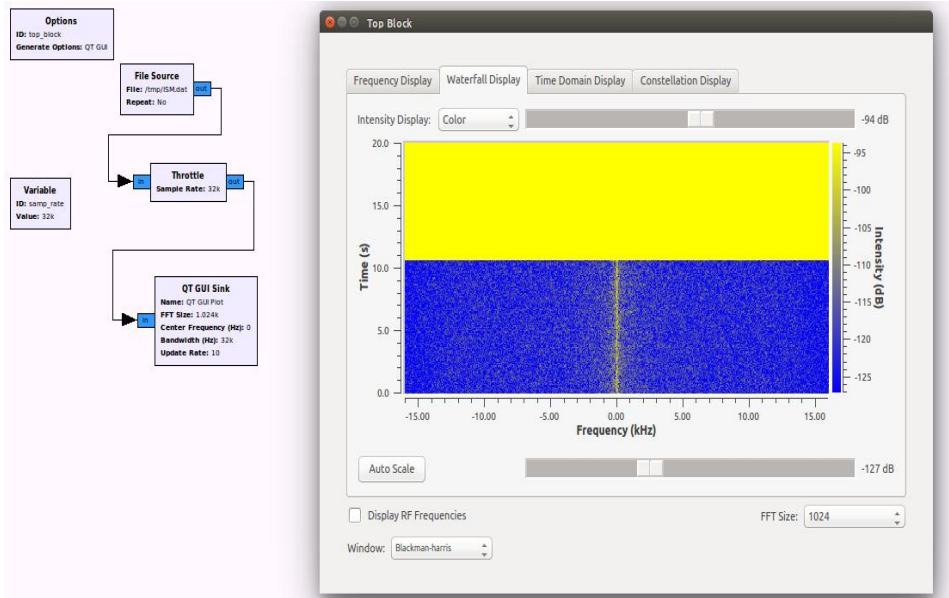 Options
ID: top_block
Generate Options: QT GUI
File Source
File: /tmp/ISM.dat
Repeat: No
out
in
Throttle
Sample Rate: 32k
out
Variable
ID: samp_rate
Value: 32k
in
QT GUI Sink
Name: QT GUI Plot
FFT Size: 1.024k
Center Frequency (Hz): 0
Bandwidth (Hz): 32k
Update Rate: 10
Top Block
Frequency Display
Waterfall Display
Time Domain Display
Constellation Display
Intensity Display: Color -94 dB
20.0
15.0
10.0
5.0
0.0
Time (s)
-15.00 -10.00 -5.00 0.00 5.00 10.00 15.00
Frequency (kHz)
-95
-100
-105
-110
-115
-120
-125
Intensity (dB)
Auto Scale -127 dB
Display RF Frequencies FFT Size: 1024
Window: Blackman-harris